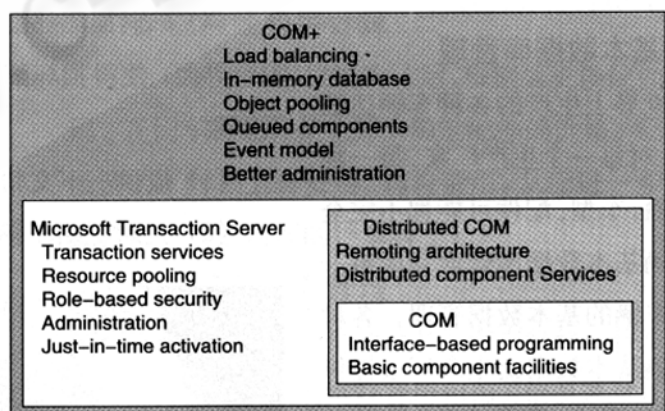 COM+
Load balancing
In-memory database
Object pooling
Queued components
Event model
Better administration
Microsoft Transaction Server
Transaction services
Resource pooling
Role-based security
Administration
Just-in-time activation
Distributed COM
Remoting architecture
Distributed component Services
COM
Interface-based programming
Basic component facilities